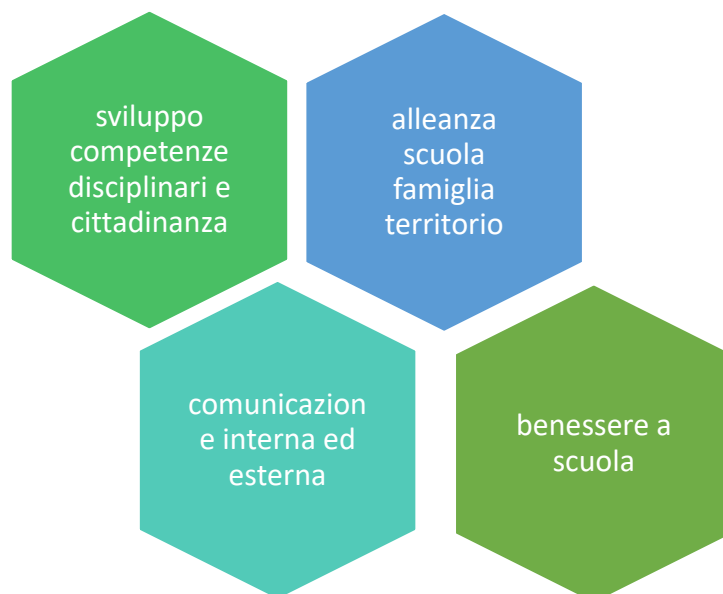 sviluppo
competenze
disciplinari e
cittadinanza
alleanza
scuola
famiglia
territorio
comunicazion
e interna ed
esterna
benessere a
scuola